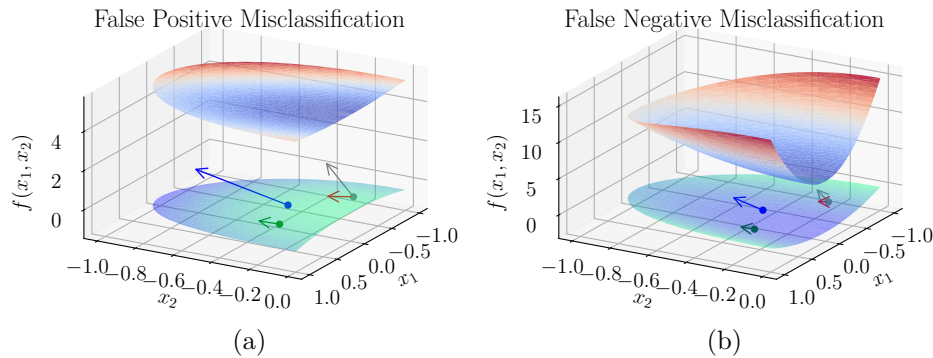 False Positive Misclassification
False Negative Misclassification
f(x₁, x₂)
4
2
0
−1.0
−0.8
−0.6
−0.4
−0.2
0.0
x₂
1.0
0.5
0.0
−0.5
−1.0
x₁
f(x₁, x₂)
15
10
5
0
−1.0
−0.8
−0.6
−0.4
−0.2
0.0
x₂
1.0
0.5
0.0
−0.5
−1.0
x₁
(a)
(b)